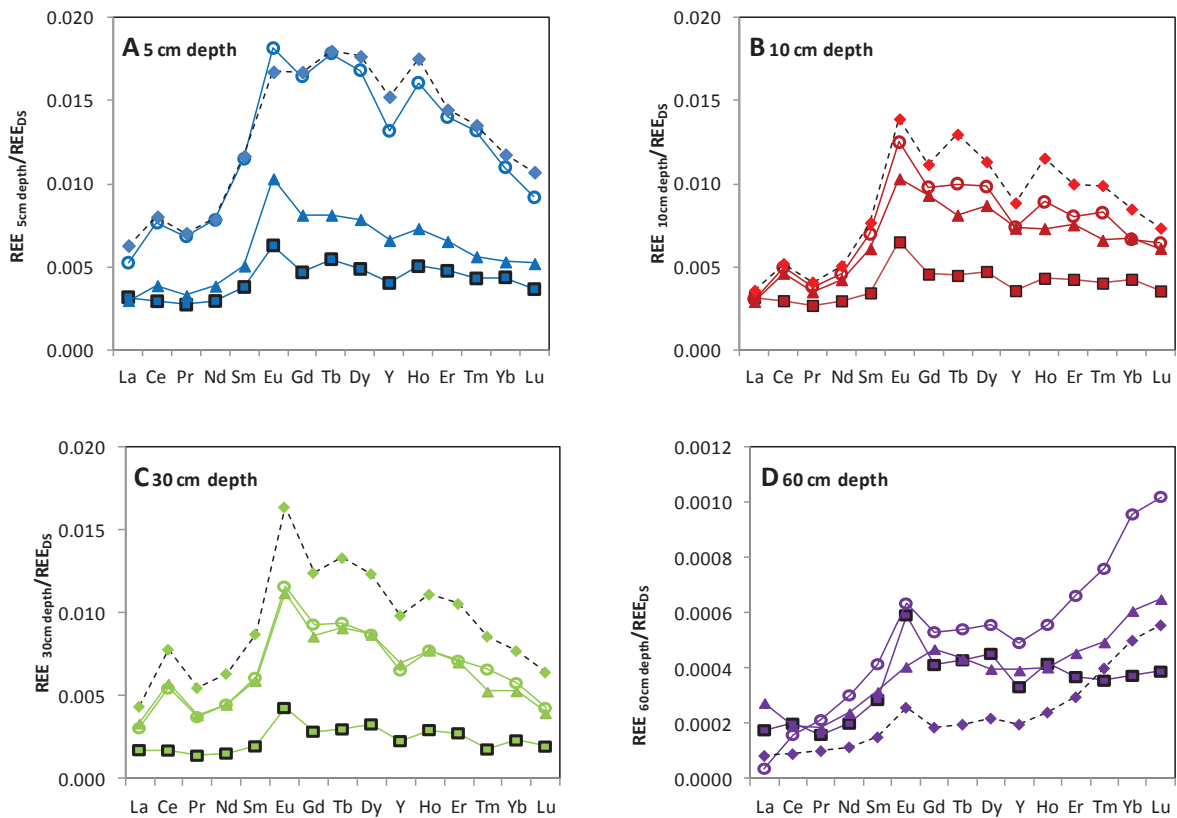 A 5 cm depth
REE 5cm depth/REEDS
0.020
0.015
0.010
0.005
0.000
La Ce Pr Nd Sm Eu Gd Tb Dy Y Ho Er Tm Yb Lu
B 10 cm depth
REE 10cm depth/REEDS
0.020
0.015
0.010
0.005
0.000
La Ce Pr Nd Sm Eu Gd Tb Dy Y Ho Er Tm Yb Lu
C 30 cm depth
REE 30cm depth/REEDS
0.020
0.015
0.010
0.005
0.000
La Ce Pr Nd Sm Eu Gd Tb Dy Y Ho Er Tm Yb Lu
D 60 cm depth
REE 60cm depth/REEDS
0.0012
0.0010
0.0008
0.0006
0.0004
0.0002
0.0000
La Ce Pr Nd Sm Eu Gd Tb Dy Y Ho Er Tm Yb Lu